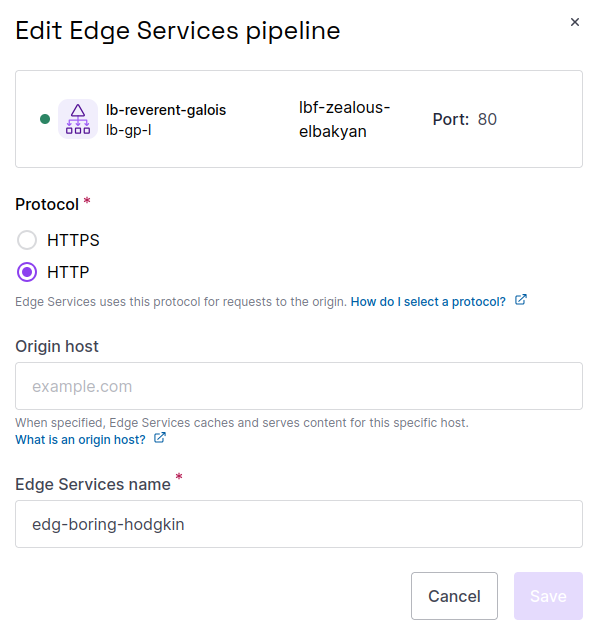 Edit Edge Services pipeline
lb-reverent-galois
lb-gp-l
lbf-zealous-
elbakyan
Port: 80
Protocol *
HTTPS
HTTP
Edge Services uses this protocol for requests to the origin. How do I select a protocol?
Origin host
example.com
When specified, Edge Services caches and serves content for this specific host.
What is an origin host?
Edge Services name *
edg-boring-hodgkin
Cancel
Save